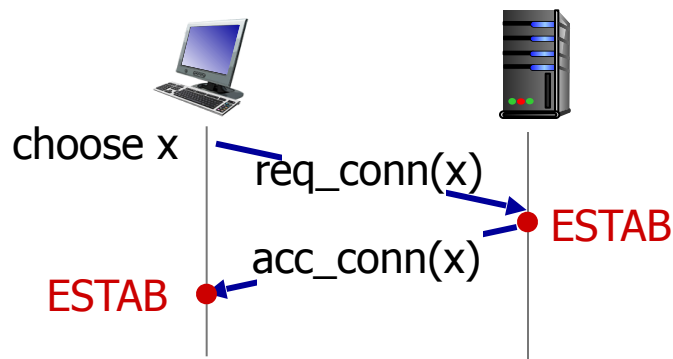 choose x
req_conn(x)
ESTAB
acc_conn(x)
ESTAB